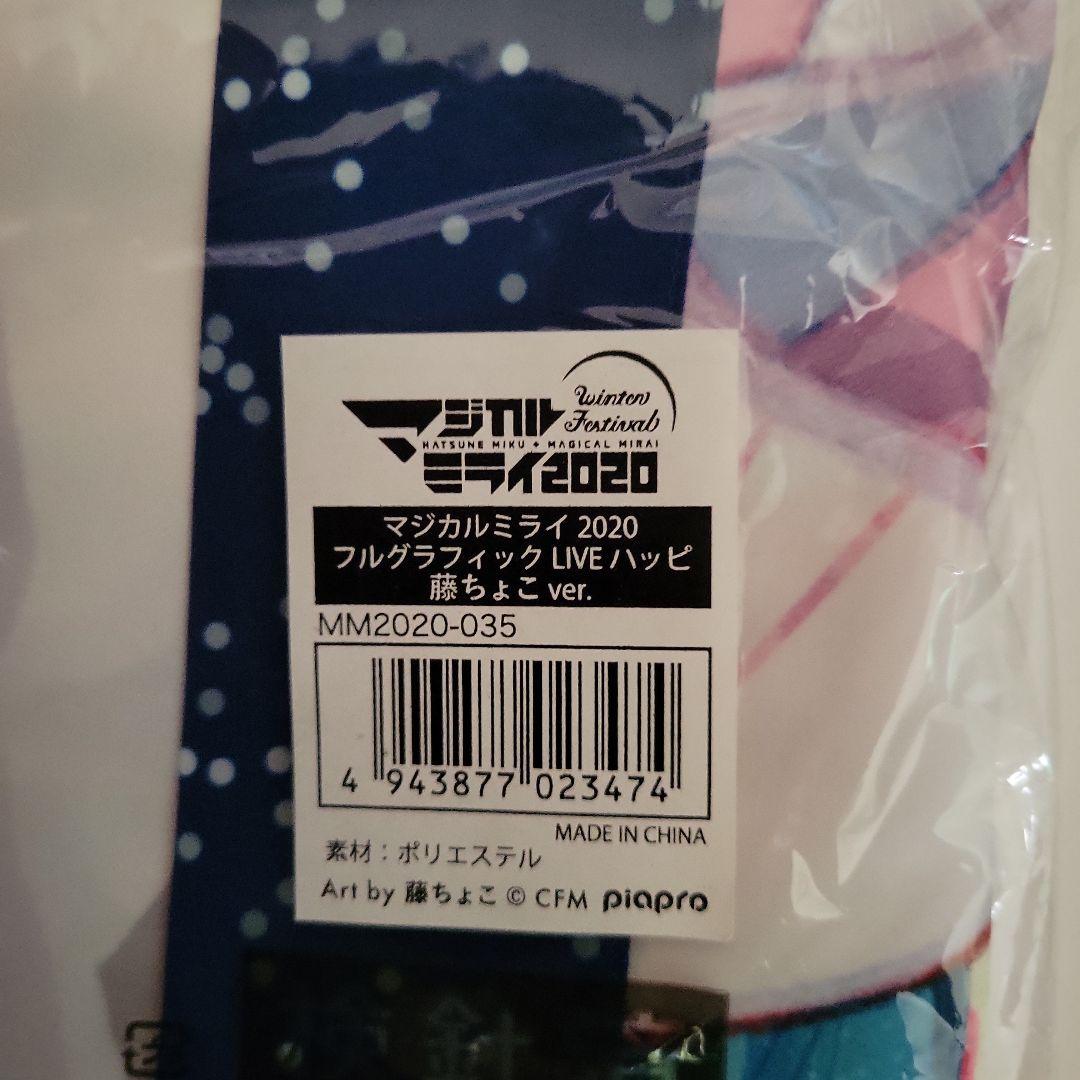 マジカル
Winter
Festival
HATSUNE MIKU + MAGICAL MIRAI
ミライ2020
マジカルミライ 2020
フルグラフィック LIVE ハッピ
藤ちょこ ver.
MM2020-035
4 943877 023474
MADE IN CHINA
素材：ポリエステル
Art by 藤ちょこ © CFM piapro